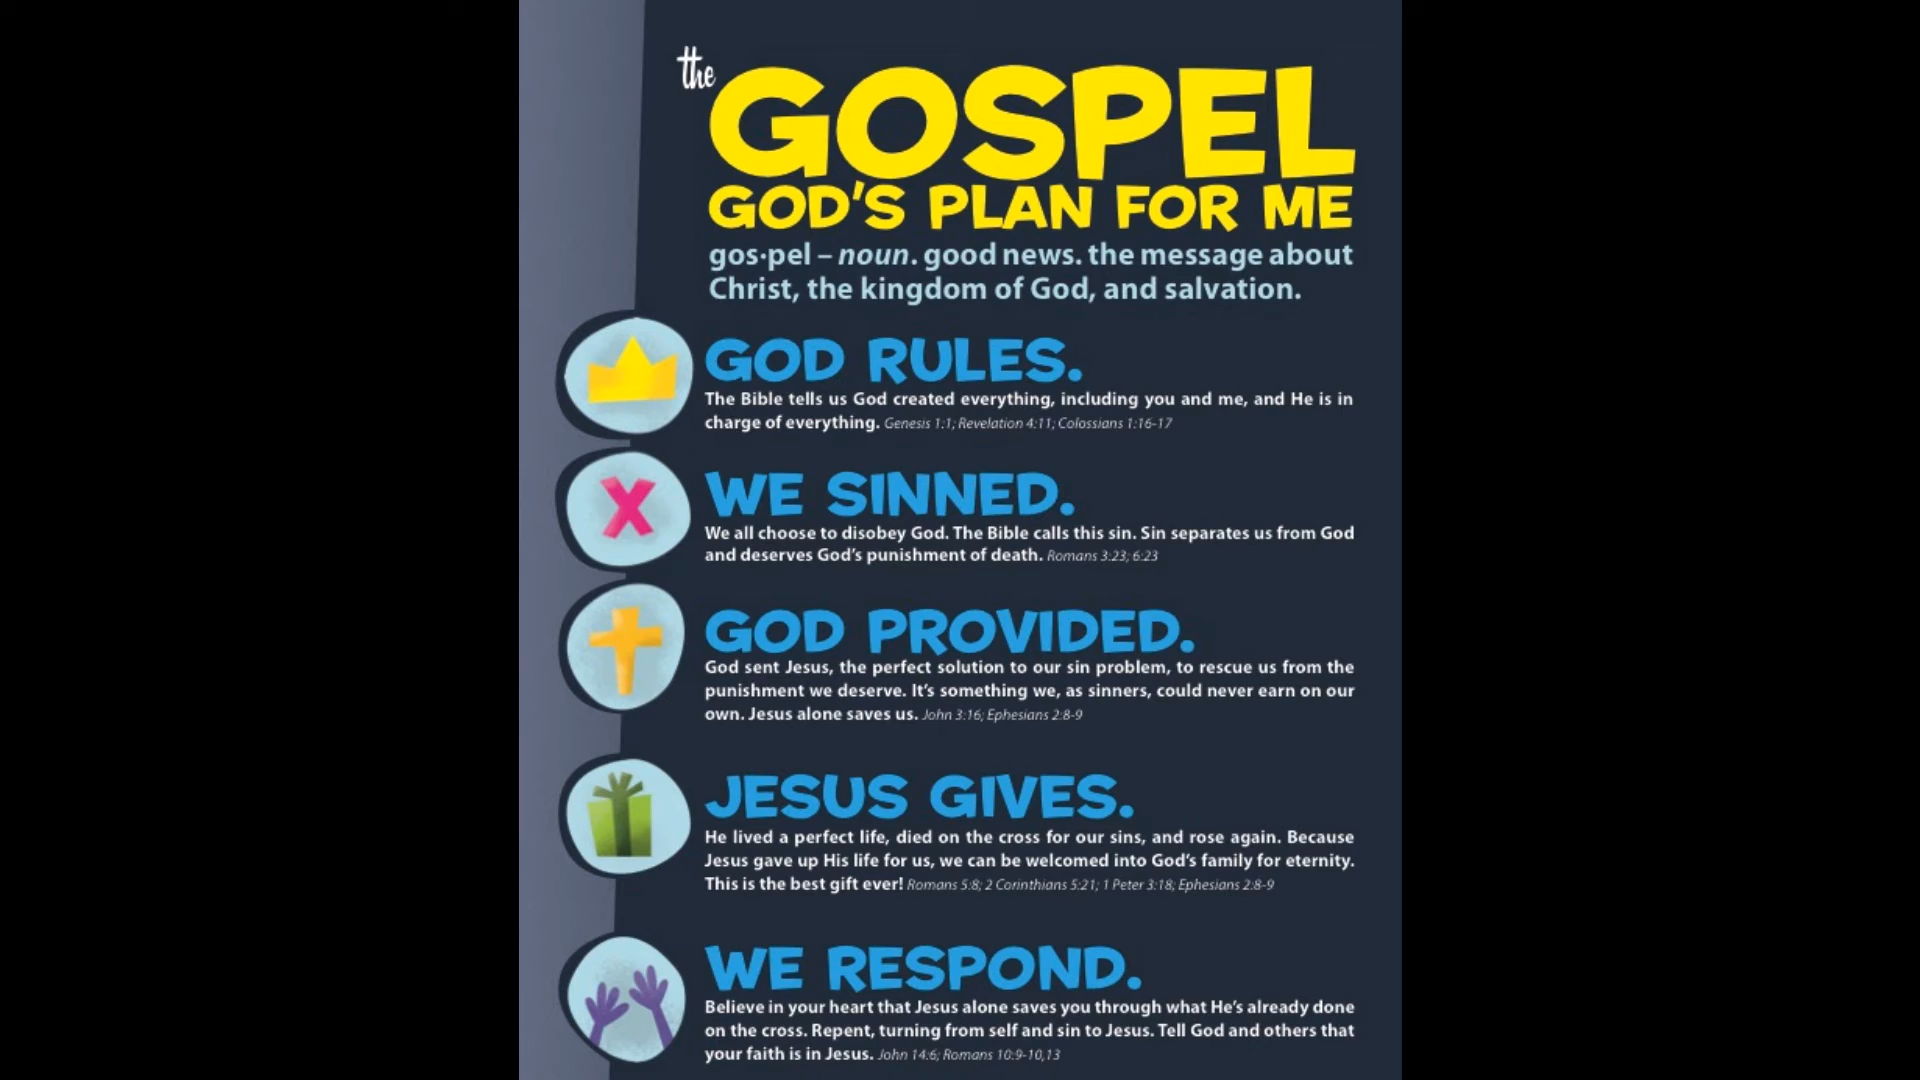 the
GOSPEL
GOD'S PLAN FOR ME
gos·pel – noun. good news. the message about
Christ, the kingdom of God, and salvation.
GOD RULES.
The Bible tells us God created everything, including you and me, and He is in
charge of everything. Genesis 1:1; Revelation 4:11; Colossians 1:16-17
WE SINNED.
We all choose to disobey God. The Bible calls this sin. Sin separates us from God
and deserves God's punishment of death. Romans 3:23; 6:23
GOD PROVIDED.
God sent Jesus, the perfect solution to our sin problem, to rescue us from the
punishment we deserve. It's something we, as sinners, could never earn on our
own. Jesus alone saves us. John 3:16; Ephesians 2:8-9
JESUS GIVES.
He lived a perfect life, died on the cross for our sins, and rose again. Because
Jesus gave up His life for us, we can be welcomed into God's family for eternity.
This is the best gift ever! Romans 5:8; 2 Corinthians 5:21; 1 Peter 3:18; Ephesians 2:8-9
WE RESPOND.
Believe in your heart that Jesus alone saves you through what He's already done
on the cross. Repent, turning from self and sin to Jesus. Tell God and others that
your faith is in Jesus. John 14:6; Romans 10:9-10,13